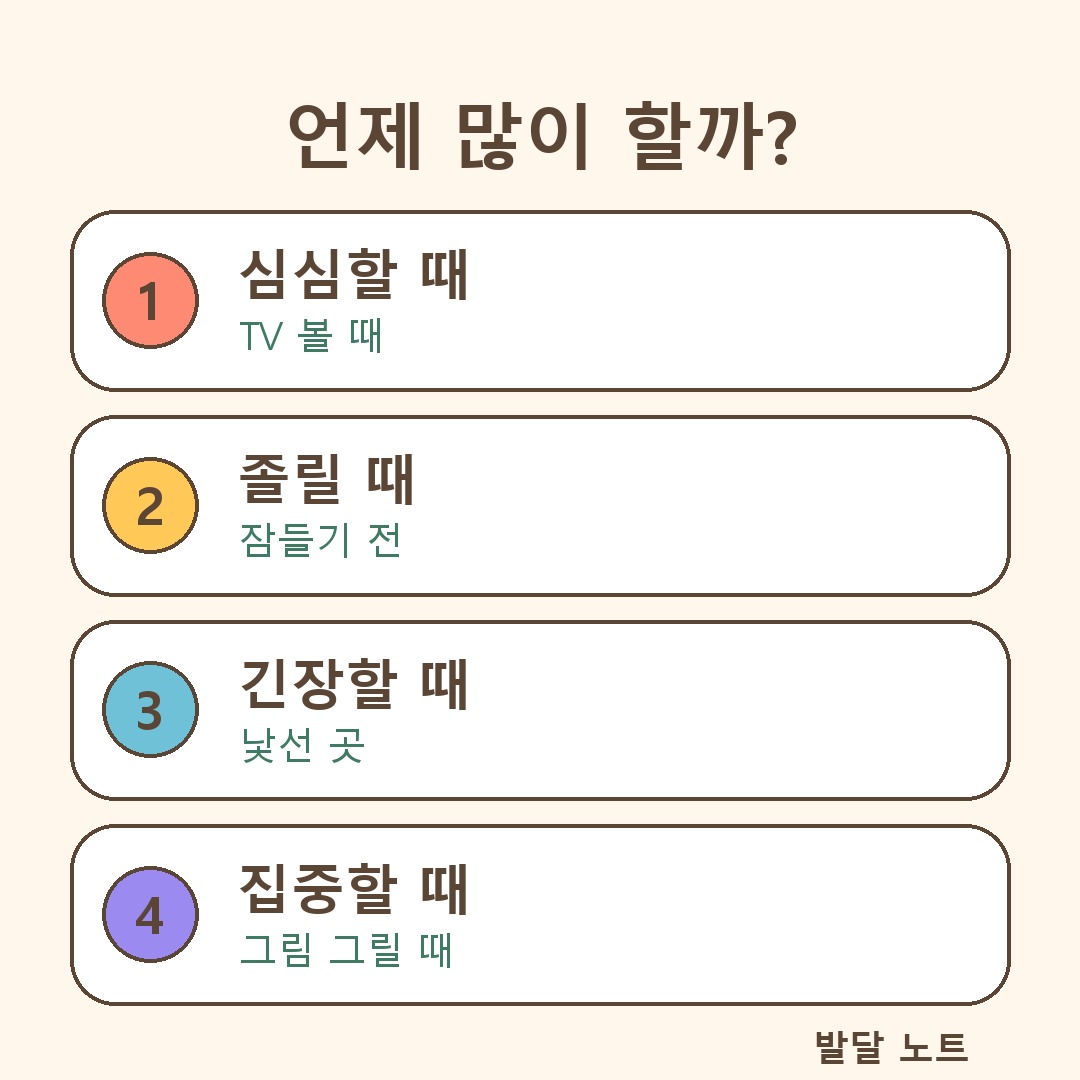 언제 많이 할까?
1
심심할 때
TV 볼 때
2
졸릴 때
잠들기 전
3
긴장할 때
낯선 곳
4
집중할 때
그림 그릴 때
발달 노트